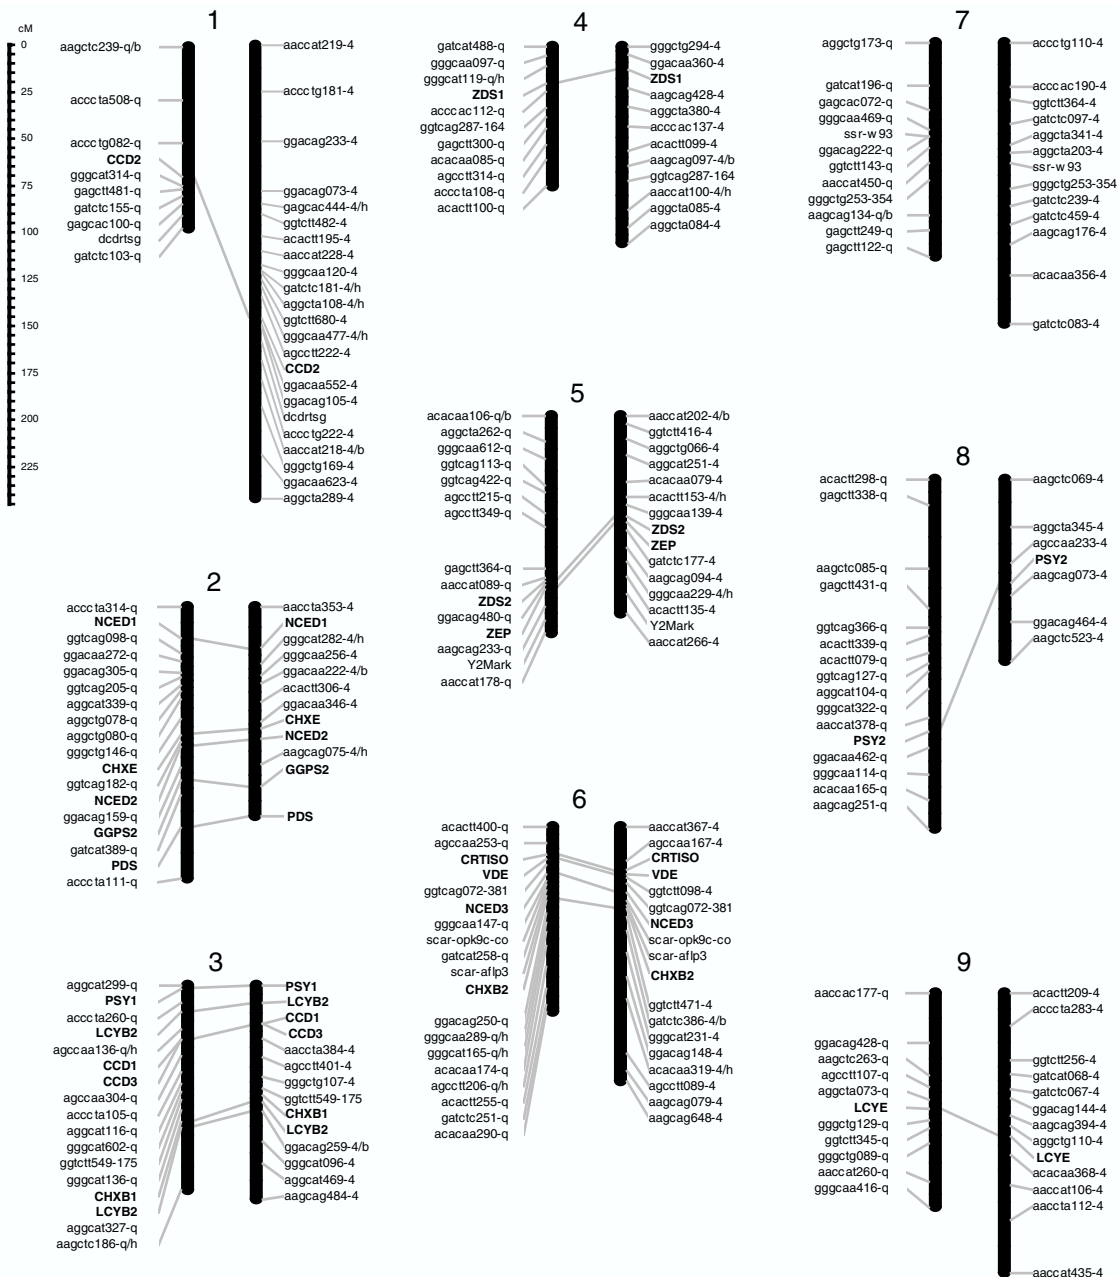 cM
0
25
50
75
100
125
150
175
200
225
1
aagctc239-q/b
acccta508-q
accctg082-q
CCD2
gggcat314-q
gagctt481-q
gatctc155-q
gagcac100-q
dcdrtsg
gatctc103-q
aaccat219-4
accctg181-4
ggacag233-4
ggacag073-4
gagcac444-4/h
ggtctt482-4
acactt195-4
aaccat228-4
gggcaa120-4
gatctc181-4/h
aggcta108-4/h
ggtctt680-4
gggcaa477-4/h
agcctt222-4
CCD2
ggacaa552-4
ggacag105-4
dcdrtsg
accctg222-4
aaccat218-4/b
gggctg169-4
ggacaa623-4
aggcta289-4
2
acccta314-q
NCED1
ggtcag098-q
ggacaa272-q
ggacag305-q
ggtcag205-q
aggcat339-q
aggctg078-q
aggctg080-q
gggctg146-q
CHXE
ggtcag182-q
NCED2
ggacag159-q
GGPS2
gatcat389-q
PDS
acccta111-q
aaccta353-4
NCED1
gggcat282-4/h
gggcaa256-4
ggacaa222-4/b
acactt306-4
ggacaa346-4
CHXE
NCED2
aagcag075-4/h
GGPS2
PDS
3
aggcat299-q
PSY1
acccta260-q
LCYB2
agccaa136-q/h
CCD1
CCD3
agccaa304-q
acccta105-q
aggcat116-q
gggcat602-q
ggtctt549-175
gggcat136-q
CHXB1
LCYB2
aggcat327-q
aagctc186-q/h
PSY1
LCYB2
CCD1
CCD3
aaccta384-4
agcctt401-4
gggctg107-4
ggtctt549-175
CHXB1
LCYB2
ggacag259-4/b
gggcat096-4
aggcat469-4
aagcag484-4
4
gatcat488-q
gggcaa097-q
gggcat119-q/h
ZDS1
acccac112-q
ggtcag287-164
gagctt300-q
acacaa085-q
agcctt314-q
acccta108-q
acactt100-q
gggctg294-4
ggacaa360-4
ZDS1
aagcag428-4
aggcta380-4
acccac137-4
acactt099-4
aagcag097-4/b
ggtcag287-164
aaccat100-4/h
aggcta085-4
aggcta084-4
5
acacaa106-q/b
aggcta262-q
gggcaa612-q
ggtcag113-q
ggtcag422-q
agcctt215-q
agcctt349-q
gagctt364-q
aaccat089-q
ZDS2
ggacag480-q
ZEP
aagcag233-q
Y2Mark
aaccat178-q
aaccat202-4/b
ggtctt416-4
aggctg066-4
aggcat251-4
acacaa079-4
acactt153-4/h
gggcaa139-4
ZDS2
ZEP
gatctc177-4
aagcag094-4
gggcaa229-4/h
acactt135-4
Y2Mark
aaccat266-4
6
acactt400-q
agccaa253-q
CRTISO
VDE
ggtcag072-381
NCED3
gggcaa147-q
scar-opk9c-co
gatcat258-q
scar-aflp3
CHXB2
ggacag250-q
gggcaa289-q/h
gggcat165-q/h
acacaa174-q
agcctt206-q/h
acactt255-q
gatctc251-q
acacaa290-q
aaccat367-4
agccaa167-4
CRTISO
VDE
ggtctt098-4
ggtcag072-381
NCED3
scar-opk9c-co
scar-aflp3
CHXB2
ggtctt471-4
gatctc386-4/b
gggcat231-4
ggacag148-4
acacaa319-4/h
agcctt089-4
aagcag079-4
aagcag648-4
7
aggctg173-q
gatcat196-q
gagcac072-q
gggcaa469-q
ssr-w93
ggacag222-q
ggtctt143-q
aaccat450-q
gggctg253-354
aagcag134-q/b
gagctt249-q
gagctt122-q
accctg110-4
acccac190-4
ggtctt364-4
gatctc097-4
aggcta341-4
aggcta203-4
ssr-w93
gggctg253-354
gatctc239-4
gatctc459-4
aagcag176-4
acacaa356-4
gatctc083-4
8
acactt298-q
gagctt338-q
aagctc085-q
gagctt431-q
ggtcag366-q
acactt339-q
acactt079-q
ggtcag127-q
aggcat104-q
gggcat322-q
aaccat378-q
PSY2
ggacaa462-q
gggcaa114-q
acacaa165-q
aagcag251-q
aagctc069-4
aggcta345-4
agccaa233-4
PSY2
aagcag073-4
ggacag464-4
aagctc523-4
9
aaccac177-q
ggacag428-q
aagctc263-q
agcctt107-q
aggcta073-q
LCYE
gggctg129-q
ggtctt345-q
gggctg089-q
aaccat260-q
gggcaa416-q
acactt209-4
acccta283-4
ggtctt256-4
gatcat068-4
gatctc067-4
ggacag144-4
aagcag394-4
aggctg110-4
LCYE
acacaa368-4
aaccat106-4
aaccta112-4
aaccat435-4